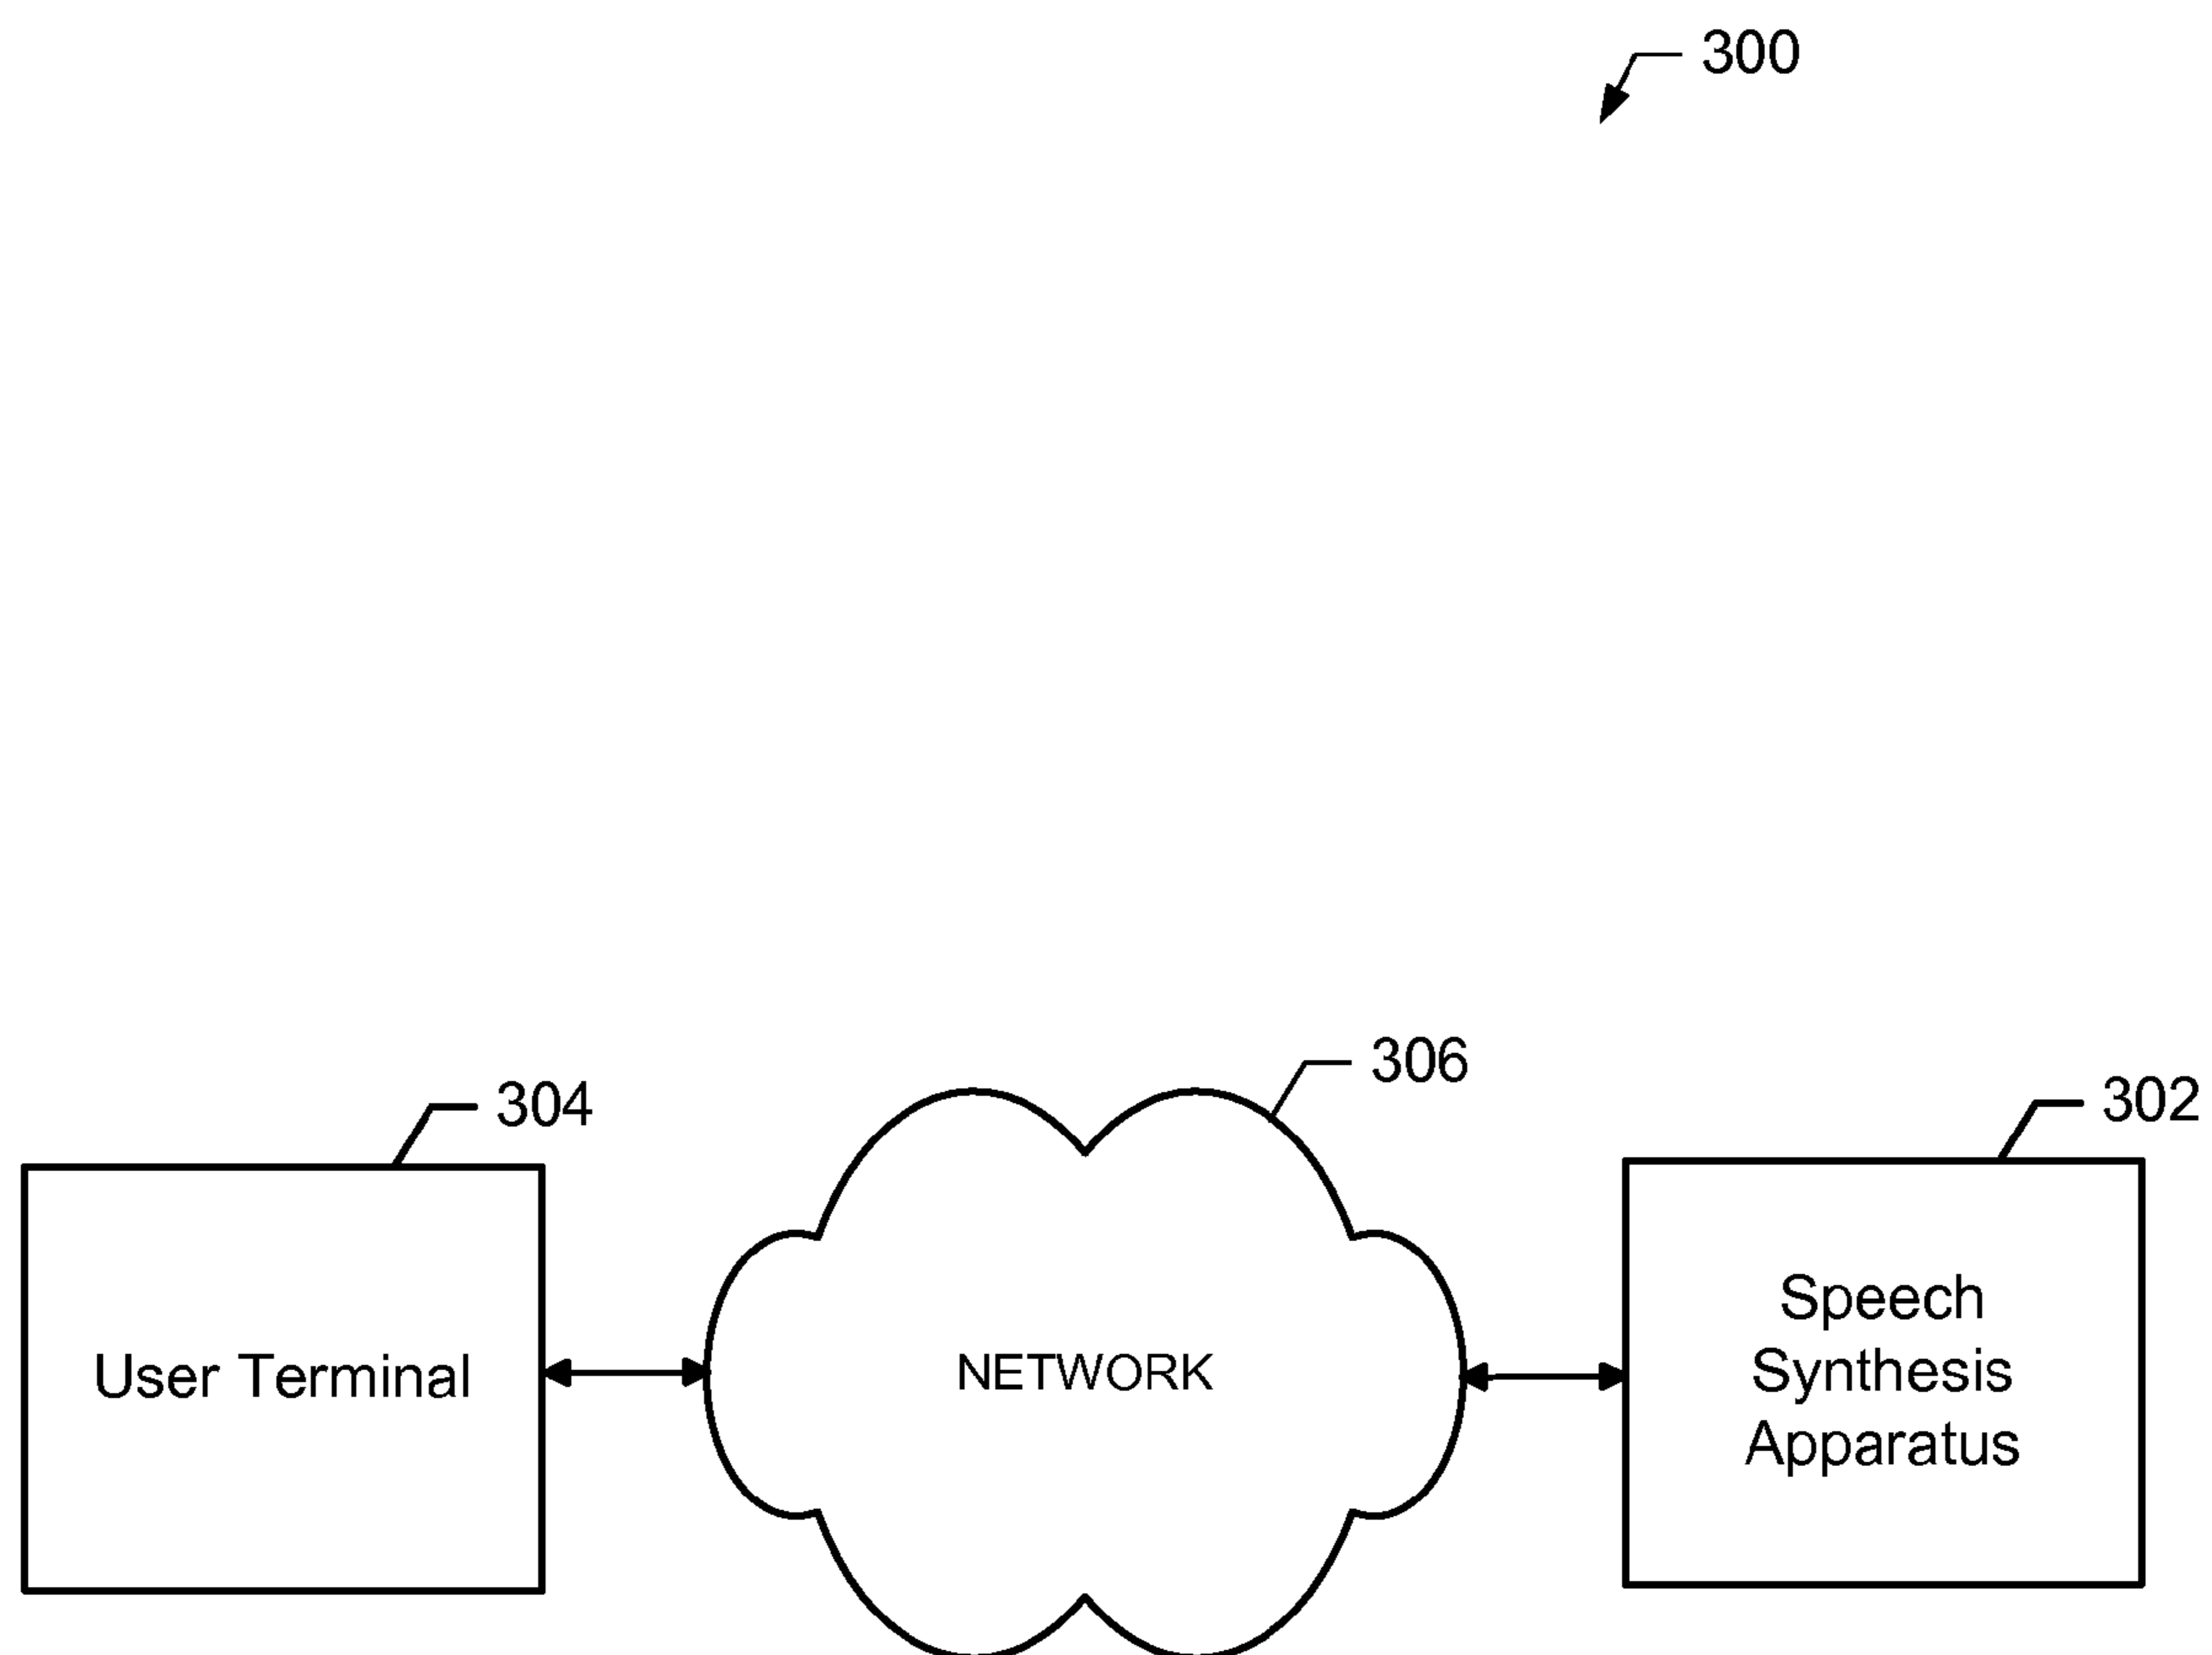 300
306
304
302
User Terminal
NETWORK
Speech
Synthesis
Apparatus